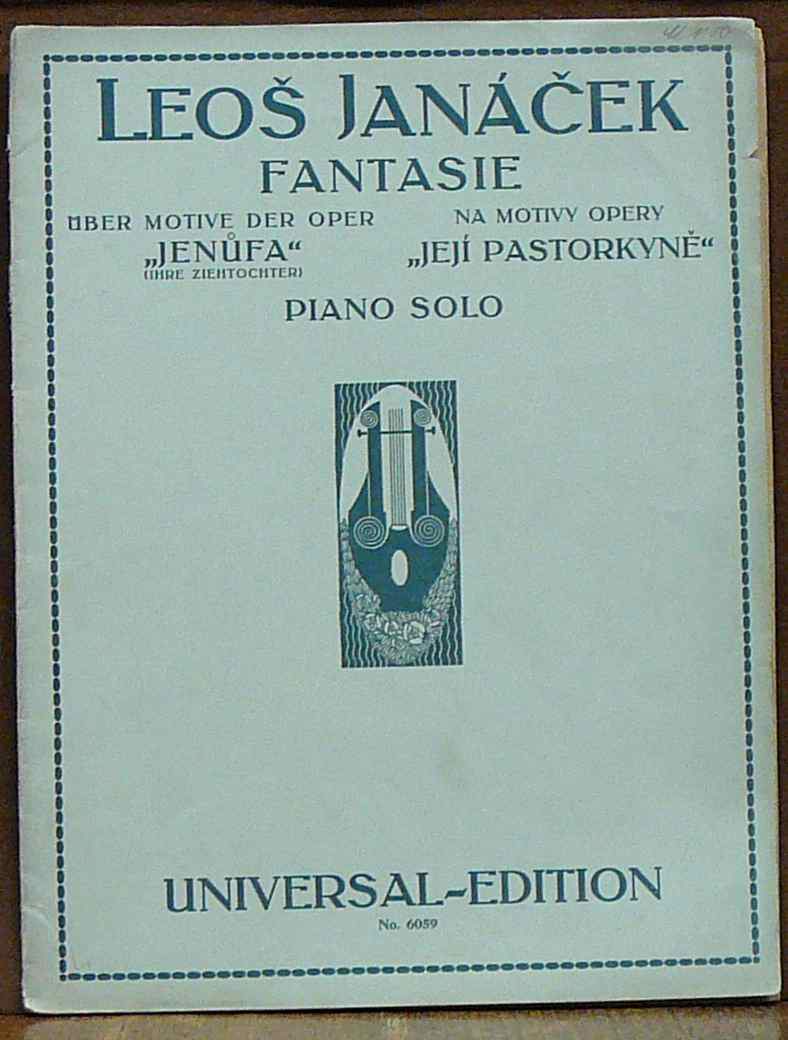 LEOŠ JANÁČEK
FANTASIE
ÜBER MOTIVE DER OPER
„JENŮFA“
(IHRE ZIEHTOCHTER)
NA MOTIVY OPERY
„JEJÍ PASTORKYNĚ“
PIANO SOLO
UNIVERSAL-EDITION
No. 6059